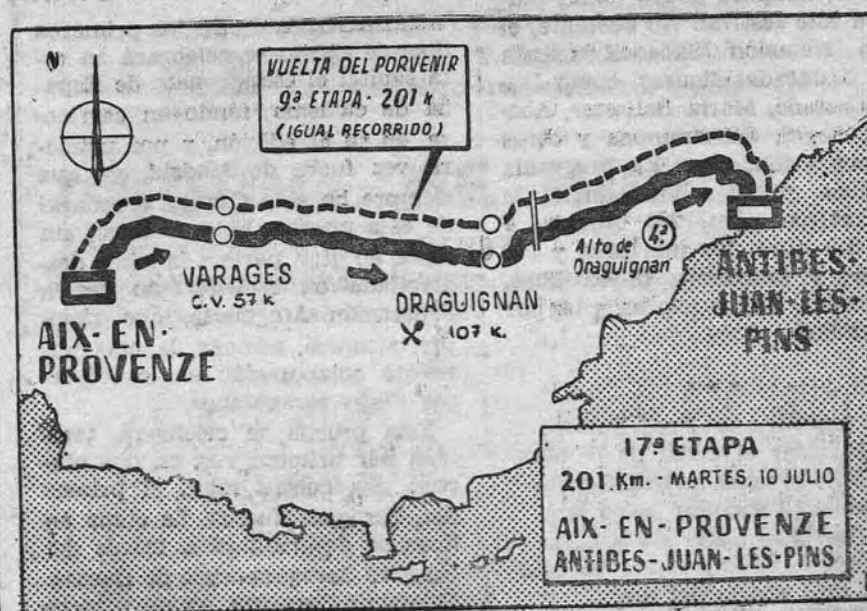 N
VUELTA DEL PORVENIR
9ª ETAPA. 201 k
(IGUAL RECORRIDO)
VARAGES
C.V. 57 K
DRAGUIGNAN
107 K.
Alto de
Draguignan
4ª
AIX-EN-
PROVENZE
ANTIBES-
JUAN-LES-
PINS
17ª ETAPA
201 Km. - MARTES, 10 JULIO
AIX-EN-PROVENZE
ANTIBES-JUAN-LES-PINS